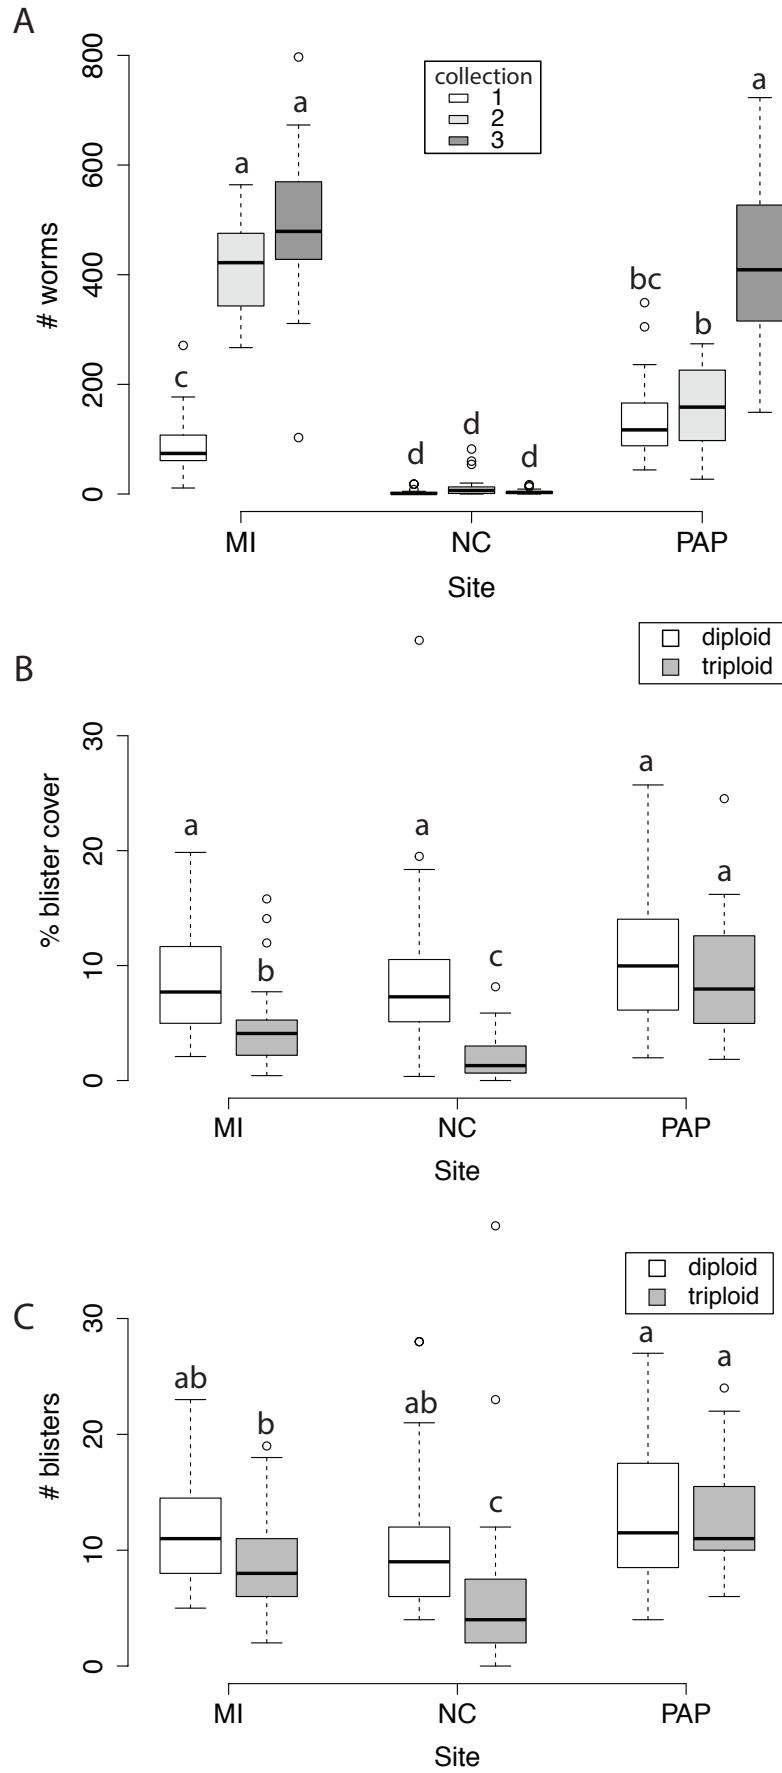 A
800
600
400
200
0
# worms
collection
1
2
3
c
a
a
d
d
d
bc
b
a
MI
NC
PAP
Site
B
diploid
triploid
30
20
10
0
% blister cover
a
b
a
c
a
a
MI
NC
PAP
Site
C
diploid
triploid
30
20
10
0
# blisters
ab
b
ab
c
a
a
MI
NC
PAP
Site